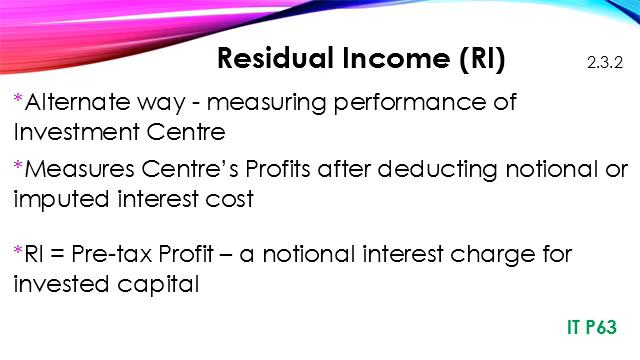 Residual Income (RI) 2.3.2
*Alternate way - measuring performance of
Investment Centre
*Measures Centre's Profits after deducting notional or
imputed interest cost
*RI = Pre-tax Profit – a notional interest charge for
invested capital
IT P63